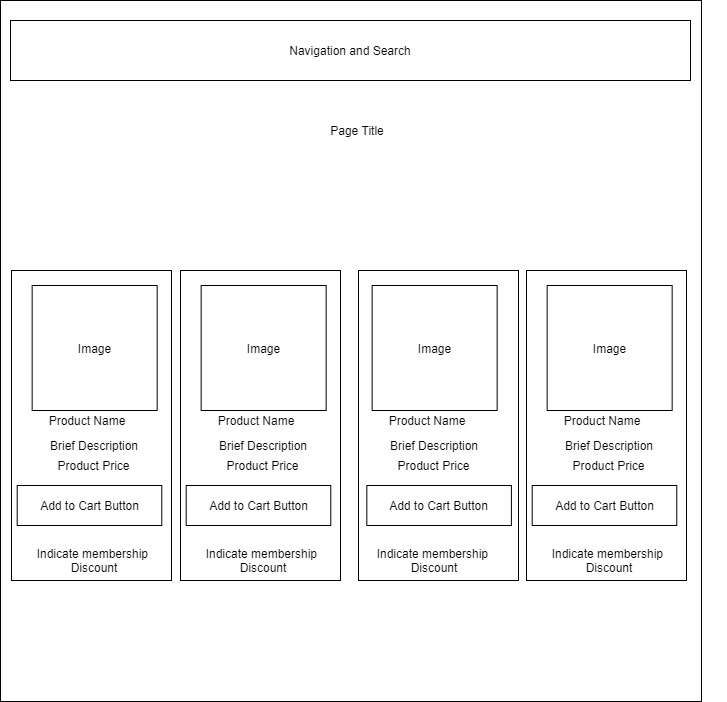 Navigation and Search
Page Title
Image
Product Name
Brief Description
Product Price
Add to Cart Button
Indicate membership
Discount
Image
Product Name
Brief Description
Product Price
Add to Cart Button
Indicate membership
Discount
Image
Product Name
Brief Description
Product Price
Add to Cart Button
Indicate membership
Discount
Image
Product Name
Brief Description
Product Price
Add to Cart Button
Indicate membership
Discount